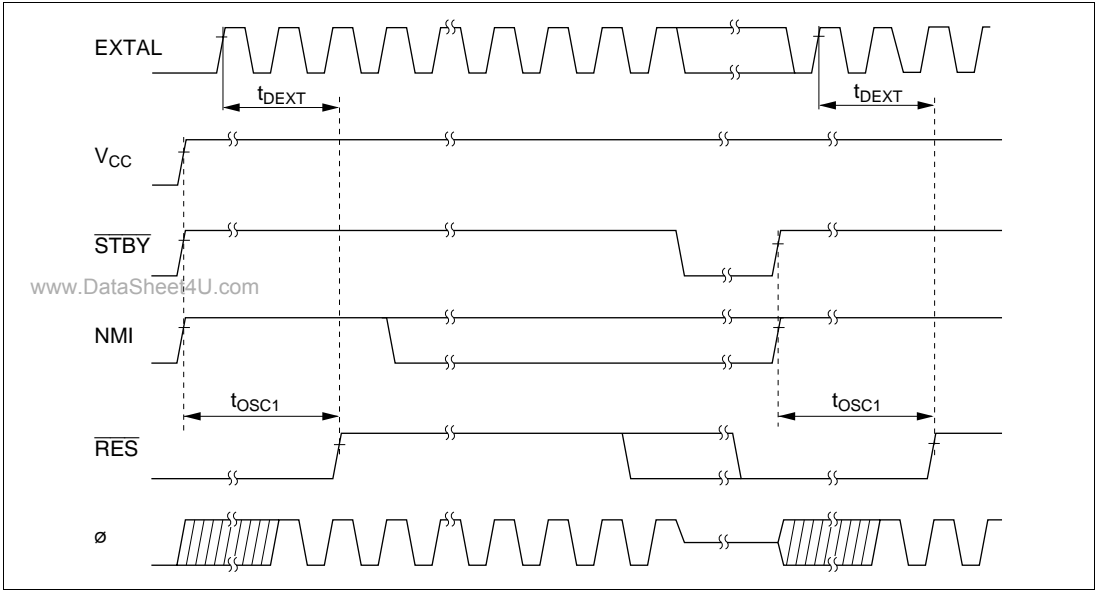 EXTAL
tDEXT
tDEXT
VCC
STBY
www.DataSheet4U.com
NMI
tOSC1
tOSC1
RES
ø